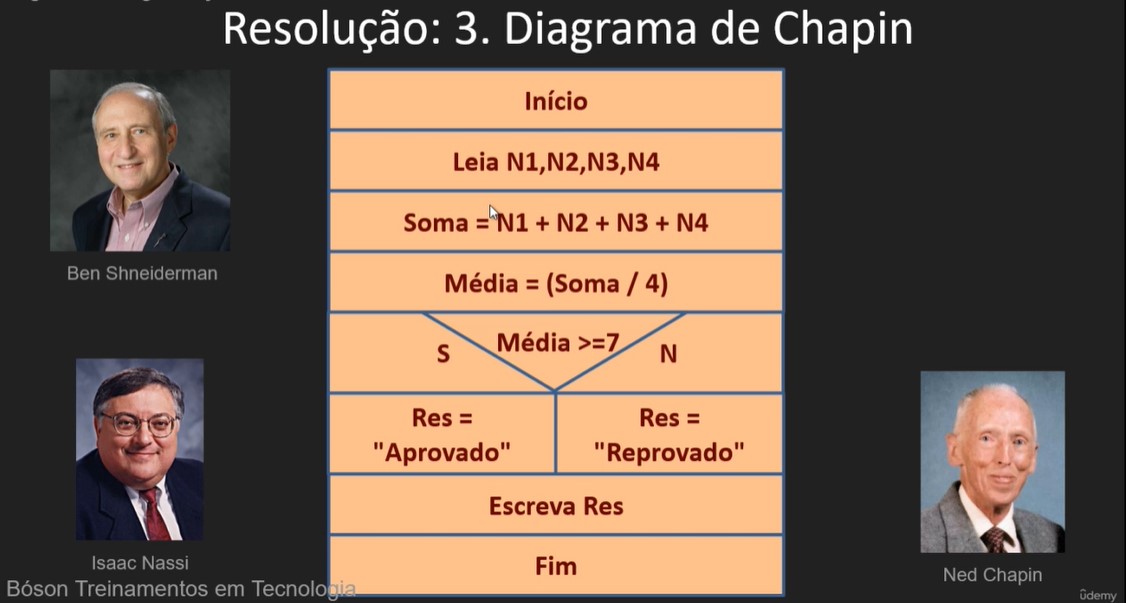 Resolução: 3. Diagrama de Chapin
Início
Leia N1,N2,N3,N4
Soma = N1 + N2 + N3 + N4
Média = (Soma / 4)
Média >=7
S
N
Res =
"Aprovado"
Res =
"Reprovado"
Escreva Res
Fim
Ben Shneiderman
Isaac Nassi
Ned Chapin
Bóson Treinamentos em Tecnologia
ûdemy